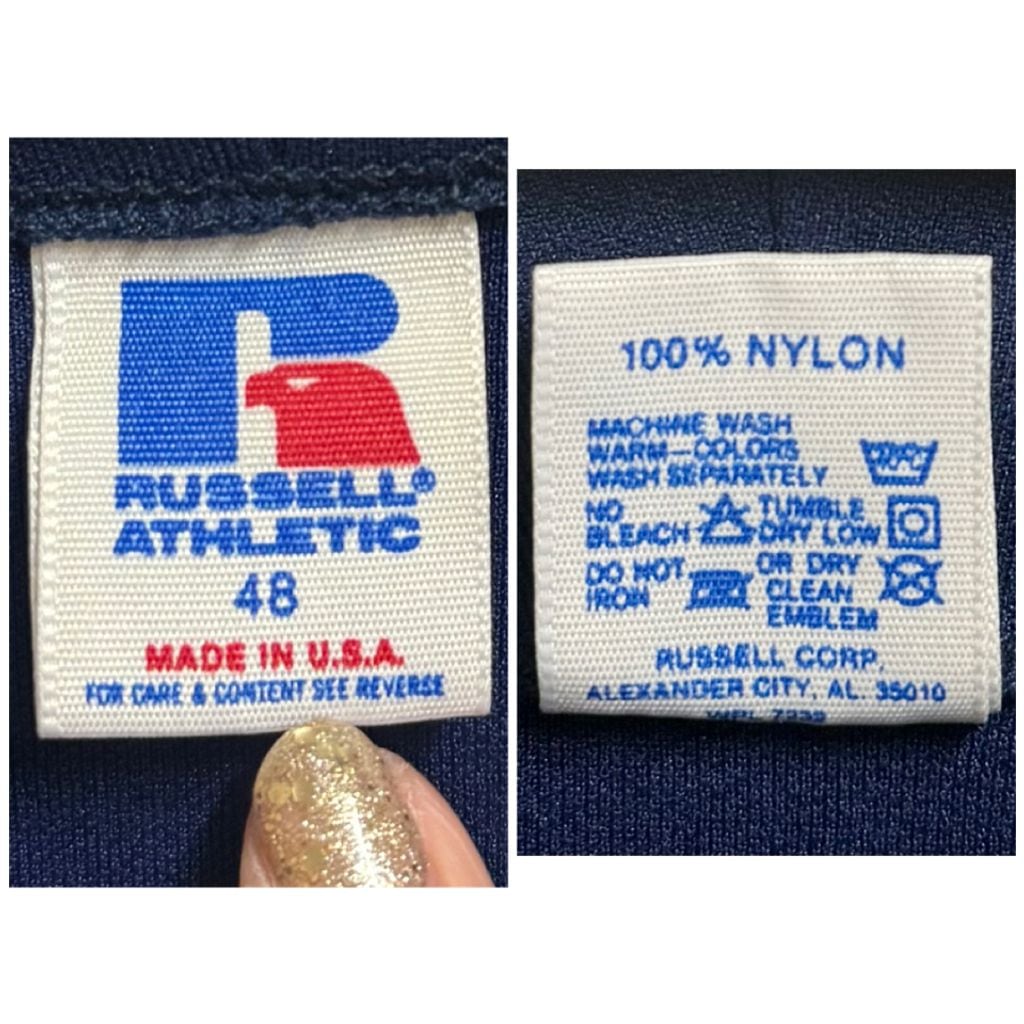 RUSSELL®
ATHLETIC
48
MADE IN U.S.A.
FOR CARE & CONTENT SEE REVERSE
100% NYLON
MACHINE WASH
WARM—COLORS
WASH SEPARATELY
NO BLEACH
TUMBLE DRY LOW
DO NOT IRON
OR DRY CLEAN EMBLEM
RUSSELL CORP.
ALEXANDER CITY, AL. 35010